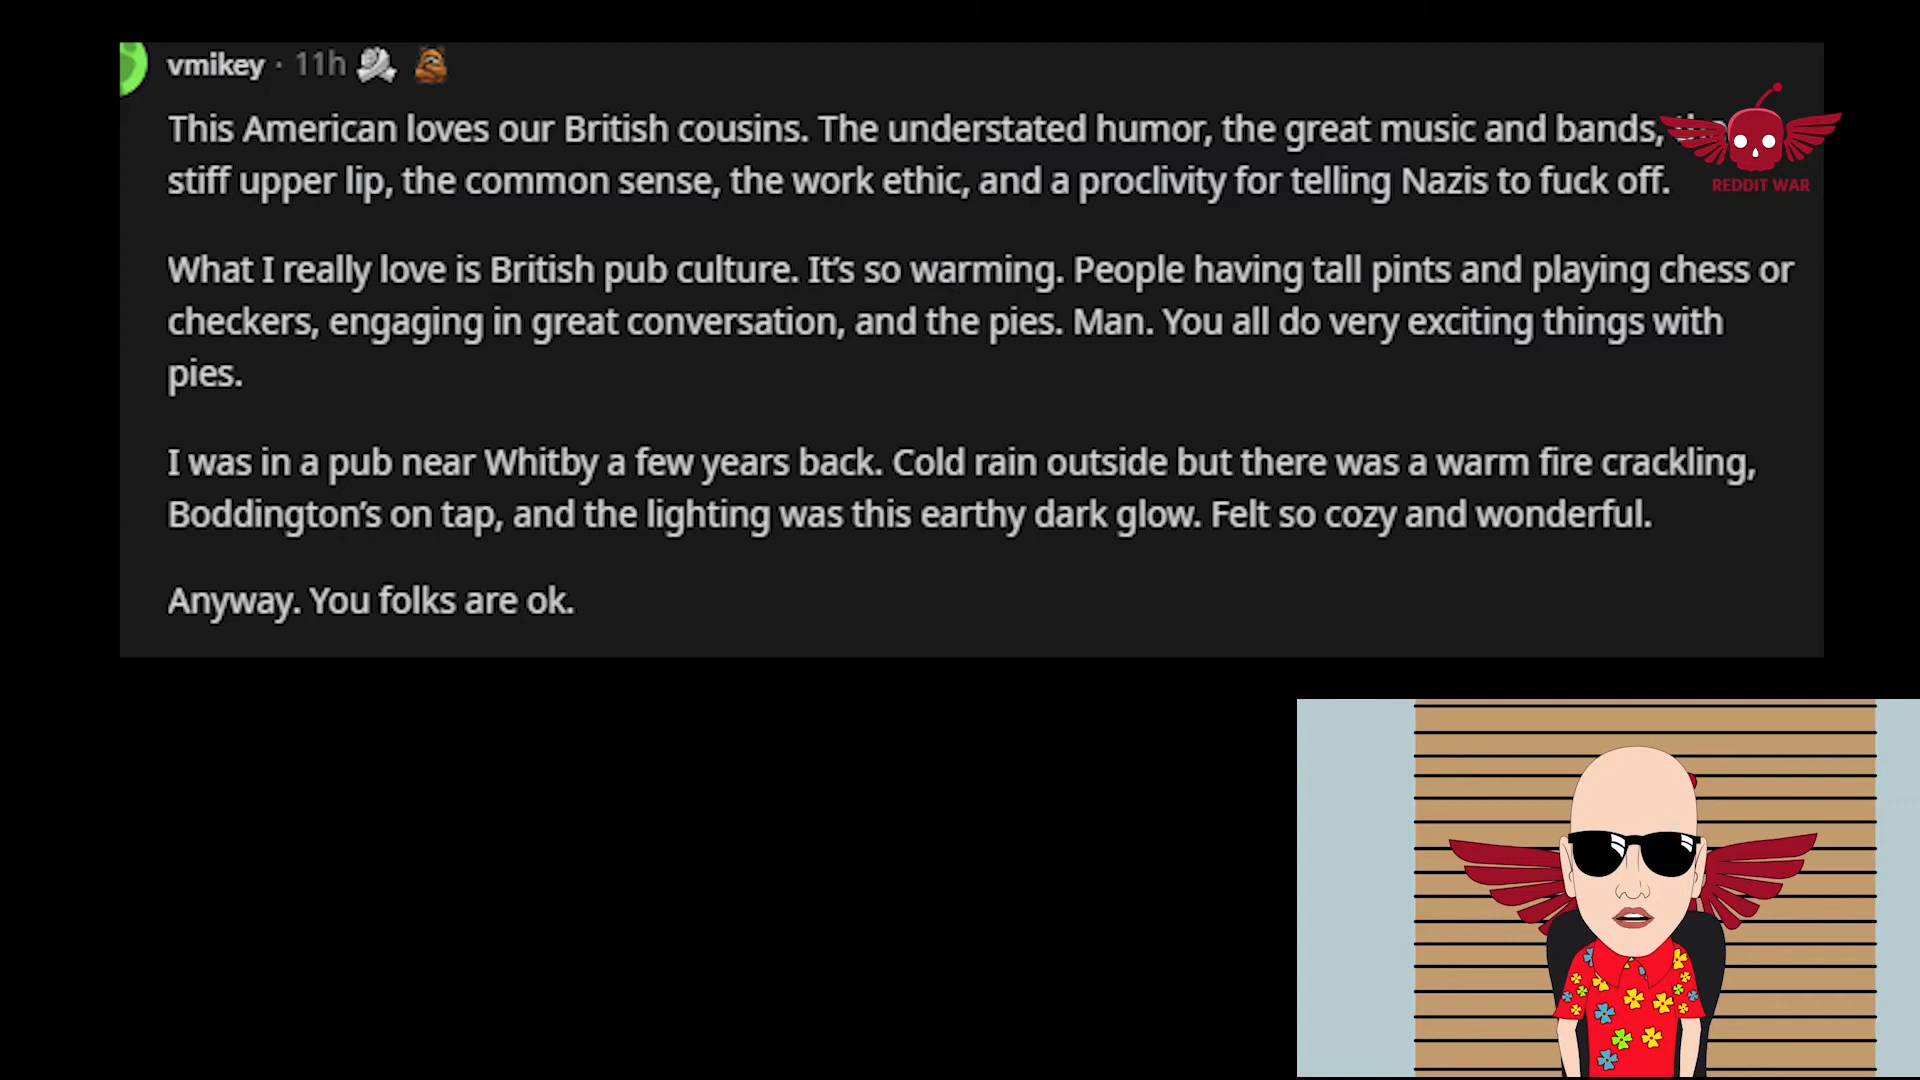 vmikey · 11h
This American loves our British cousins. The understated humor, the great music and bands,
stiff upper lip, the common sense, the work ethic, and a proclivity for telling Nazis to fuck off.
REDDIT WAR
What I really love is British pub culture. It's so warming. People having tall pints and playing chess or
checkers, engaging in great conversation, and the pies. Man. You all do very exciting things with
pies.
I was in a pub near Whitby a few years back. Cold rain outside but there was a warm fire crackling,
Boddington's on tap, and the lighting was this earthy dark glow. Felt so cozy and wonderful.
Anyway. You folks are ok.